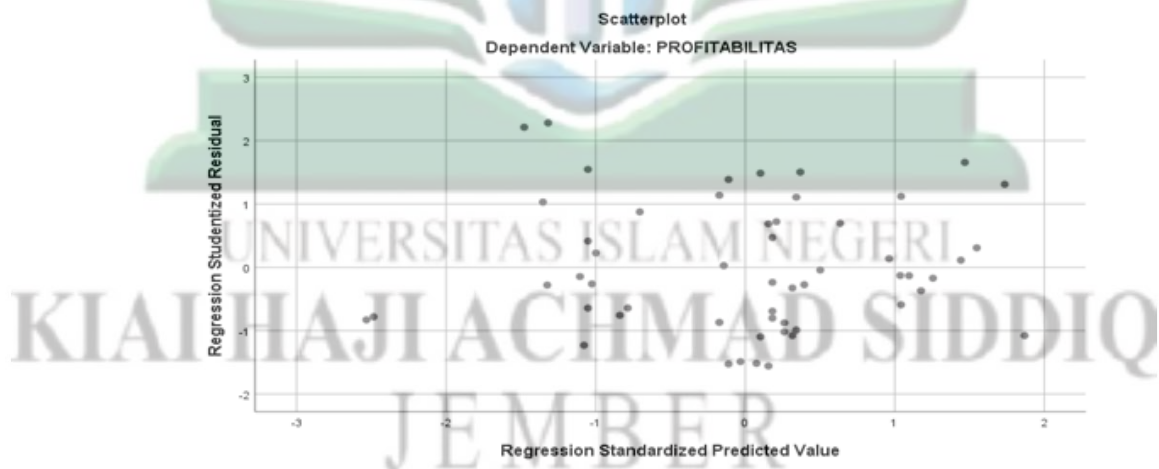 Scatterplot
Dependent Variable: PROFITABILITAS
Regression Studentized Residual
3
2
1
0
-1
-2
-3
-2
-1
0
1
2
Regression Standardized Predicted Value
UNIVERSITAS ISLAM NEGERI
KIAI HAJI ACHMAD SIDDIQ
JEMBER